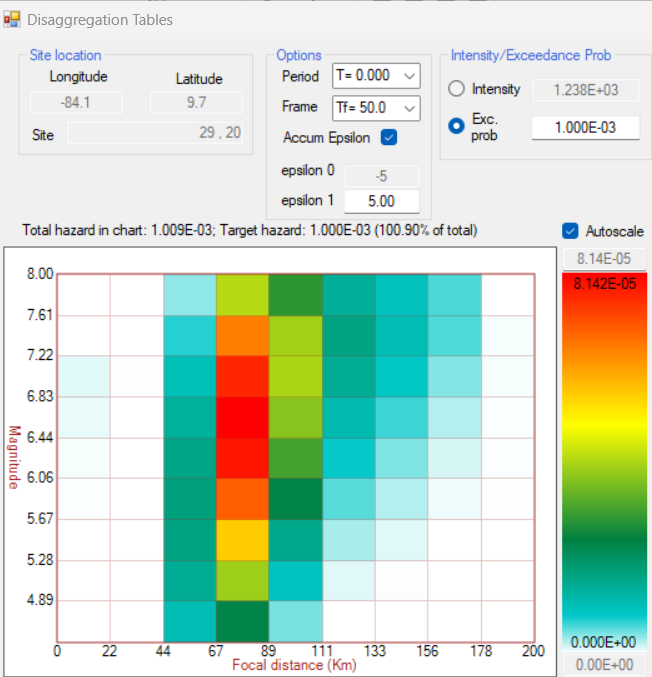 Disaggregation Tables
Site location
Longitude
Latitude
-84.1
9.7
Site
29 , 20
Options
Period
T= 0.000
Frame
Tf= 50.0
Accum Epsilon
epsilon 0
-5
epsilon 1
5.00
Intensity/Exceedance Prob
Intensity
1.238E+03
Exc.
prob
1.000E-03
Total hazard in chart: 1.009E-03; Target hazard: 1.000E-03 (100.90% of total)
Autoscale
8.14E-05
8.142E-05
8.00
7.61
7.22
6.83
6.44
6.06
5.67
5.28
4.89
Magnitude
0 22 44 67 89 111 133 156 178 200
Focal distance (Km)
0.000E+00
0.00E+00